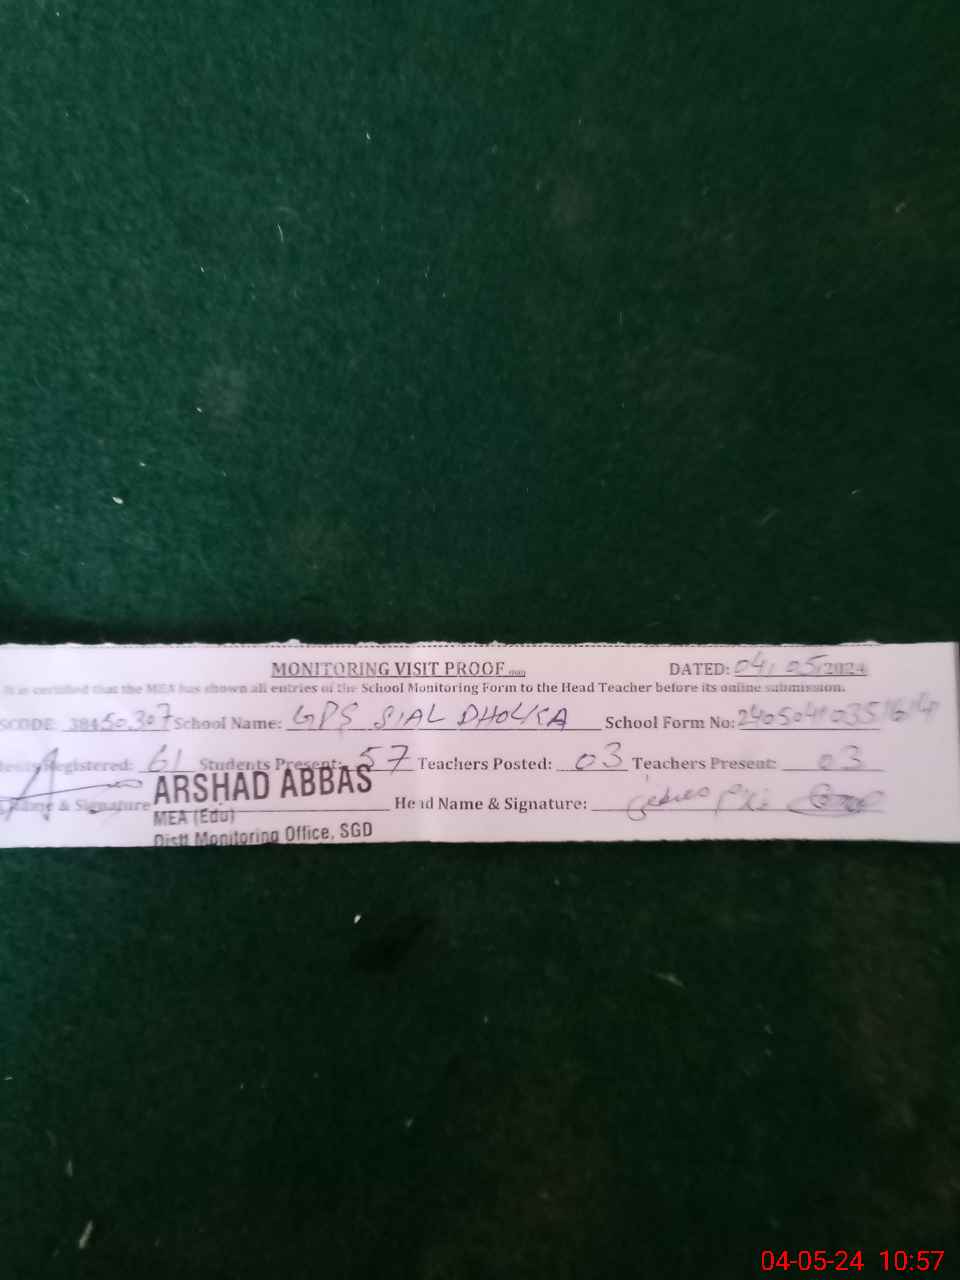 MONITORING VISIT PROOF DATED: 04/05/2024
It is certified that the MEA has shown all entries of the School Monitoring Form to the Head Teacher before its online submission.
SCODE: 38450307 School Name: GPS SIAL DHOLKA School Form No:
Registered: 61 Students Present: 57 Teachers Posted: 03 Teachers Present: 03
Name & Signature ARSHAD ABBAS Head Name & Signature:
MEA (Edu)
Distt Monitoring Office, SGD
04-05-24 10:57